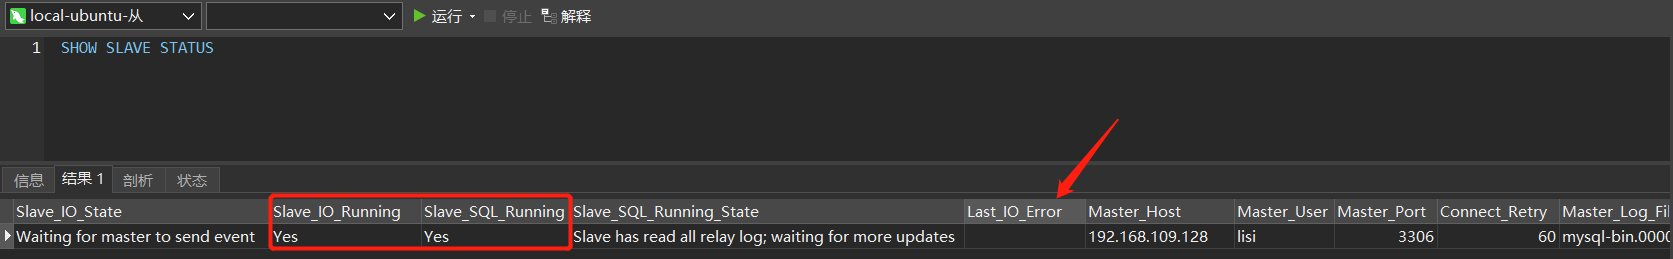 local-ubuntu-从 运行 停止 解释
1 SHOW SLAVE STATUS
信息 结果 1 剖析 状态
Slave_IO_State Slave_IO_Running Slave_SQL_Running Slave_SQL_Running_State Last_IO_Error Master_Host Master_User Master_Port Connect_Retry Master_Log_Fil
Waiting for master to send event Yes Yes Slave has read all relay log; waiting for more updates 192.168.109.128 lisi 3306 60 mysql-bin.0000